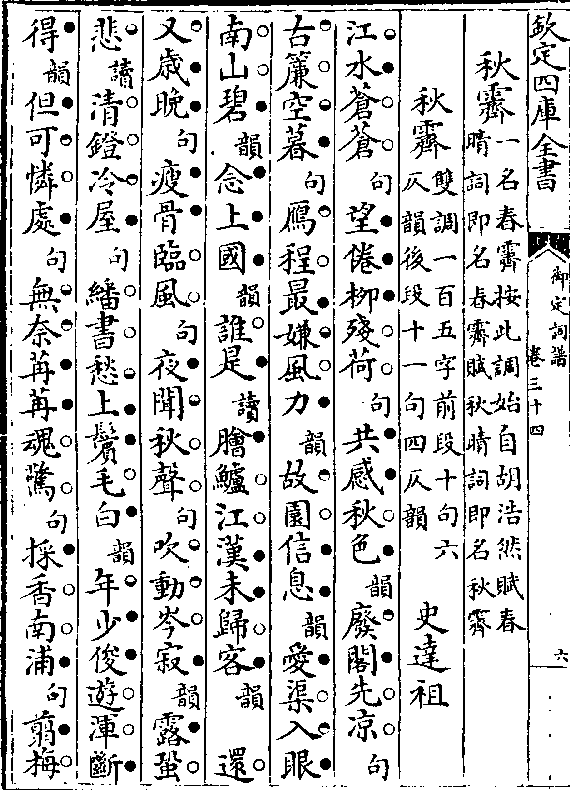 欽定四庫全書
御定詞譜
卷三十四
六
秋霽 一名春霽按此調始自胡浩然賦春
晴詞即名春霽賦秋晴詞即名秋霽
秋霽 雙調一百五字前段十句六
仄韻後段十一句四仄韻 史達祖
江水蒼蒼句望倦栁殘荷句共感秋色韻廢閣先凉句
古簾空暮句鴈程最嫌風力韻故園信息韻愛渠入眼
南山碧韻念上國韻誰是讀膾鱸江漢未歸客韻還
又歳晚句瘦骨臨風句夜聞秋聲句吹動岑寂韻露蛩
悲讀清鐙冷屋句繙書愁上鬢毛白韻年少俊遊渾斷
得韻但可憐處句無奈苒苒魂驚句採香南浦句翦梅